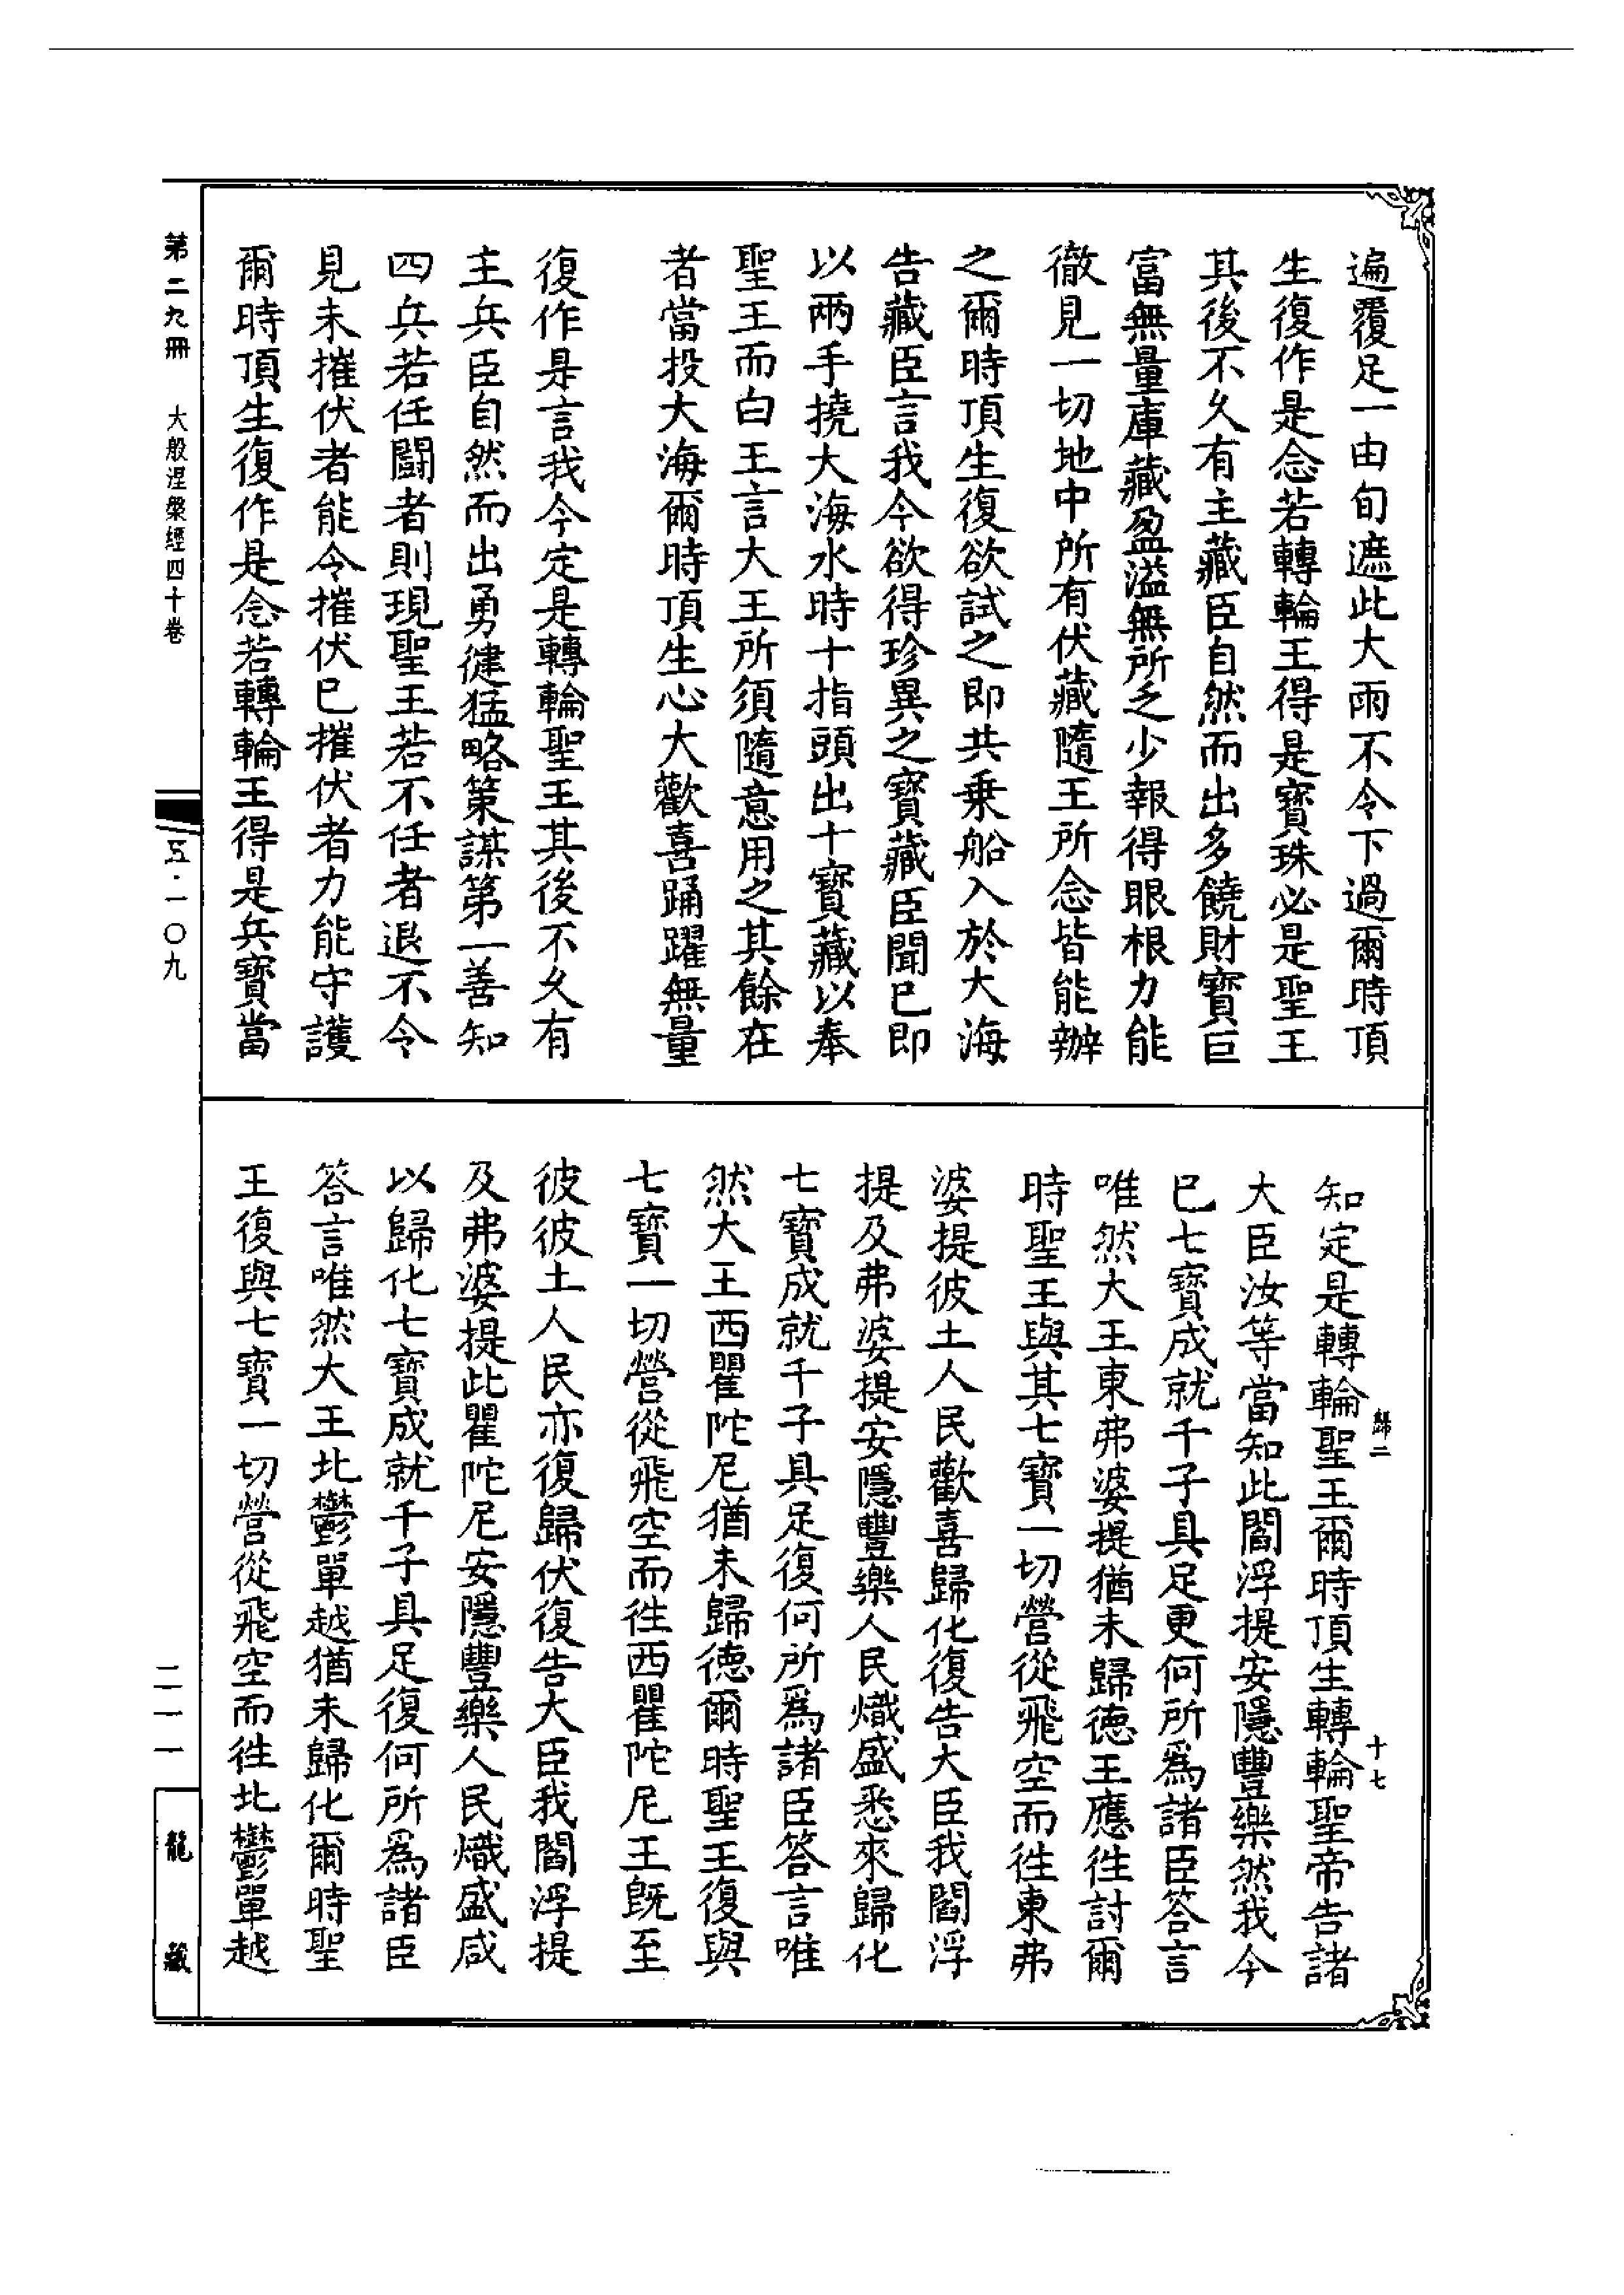 遍覆足一由旬遮此大雨不令下過爾時頂
生復作是念若轉輪王得是寶珠必是聖王
其後不久有主藏臣自然而出多饒財寶巨
富無量庫藏盈溢無所乏少報得眼根力能
徹見一切地中所有伏藏隨王所念皆能辦
之爾時頂生復欲試之即共乗船入於大海
告藏臣言我今欲得珍異之寶藏臣聞已即
以兩手撓大海水時十指頭出十寶藏以奉
聖王而白王言大王所須隨意用之其餘在
者當投大海爾時頂生心大歡喜踊躍無量
復作是言我今定是轉輪聖王其後不久有
主兵臣自然而出勇徤猛略策謀第一善知
四兵若任鬪者則現聖王若不任者退不令
見未摧伏者能令摧伏已摧伏者力能守護
爾時頂生復作是念若轉輪王得是兵寶當
知定是轉輪聖王爾時頂生轉輪聖帝告諸
大臣汝等當知此閻浮提安隱豐樂然我今
已七寶成就千子具足更何所爲諸臣答言
唯然大王東弗婆提猶未歸德王應徃討爾
時聖王與其七寶一切營從飛空而徃東弗
婆提彼土人民歡喜歸化復告大臣我閻浮
提及弗婆提安隱豐樂人民熾盛悉來歸化
七寶成就千子具足復何所爲諸臣答言唯
然大王西瞿陀尼猶未歸德爾時聖王復與
七寶一切營從飛空而徃西瞿陀尼王旣至
彼彼土人民亦復歸伏復告大臣我閻浮提
及弗婆提此瞿陀尼安隱豐樂人民熾盛咸
以歸化七寶成就千子具足復何所爲諸臣
答言唯然大王北鬱單越猶未歸化爾時聖
王復與七寶一切營從飛空而徃北鬱單越
歸二
十七
第二九冊 大般涅槃經四十卷
五·一〇九
二一一
龍藏